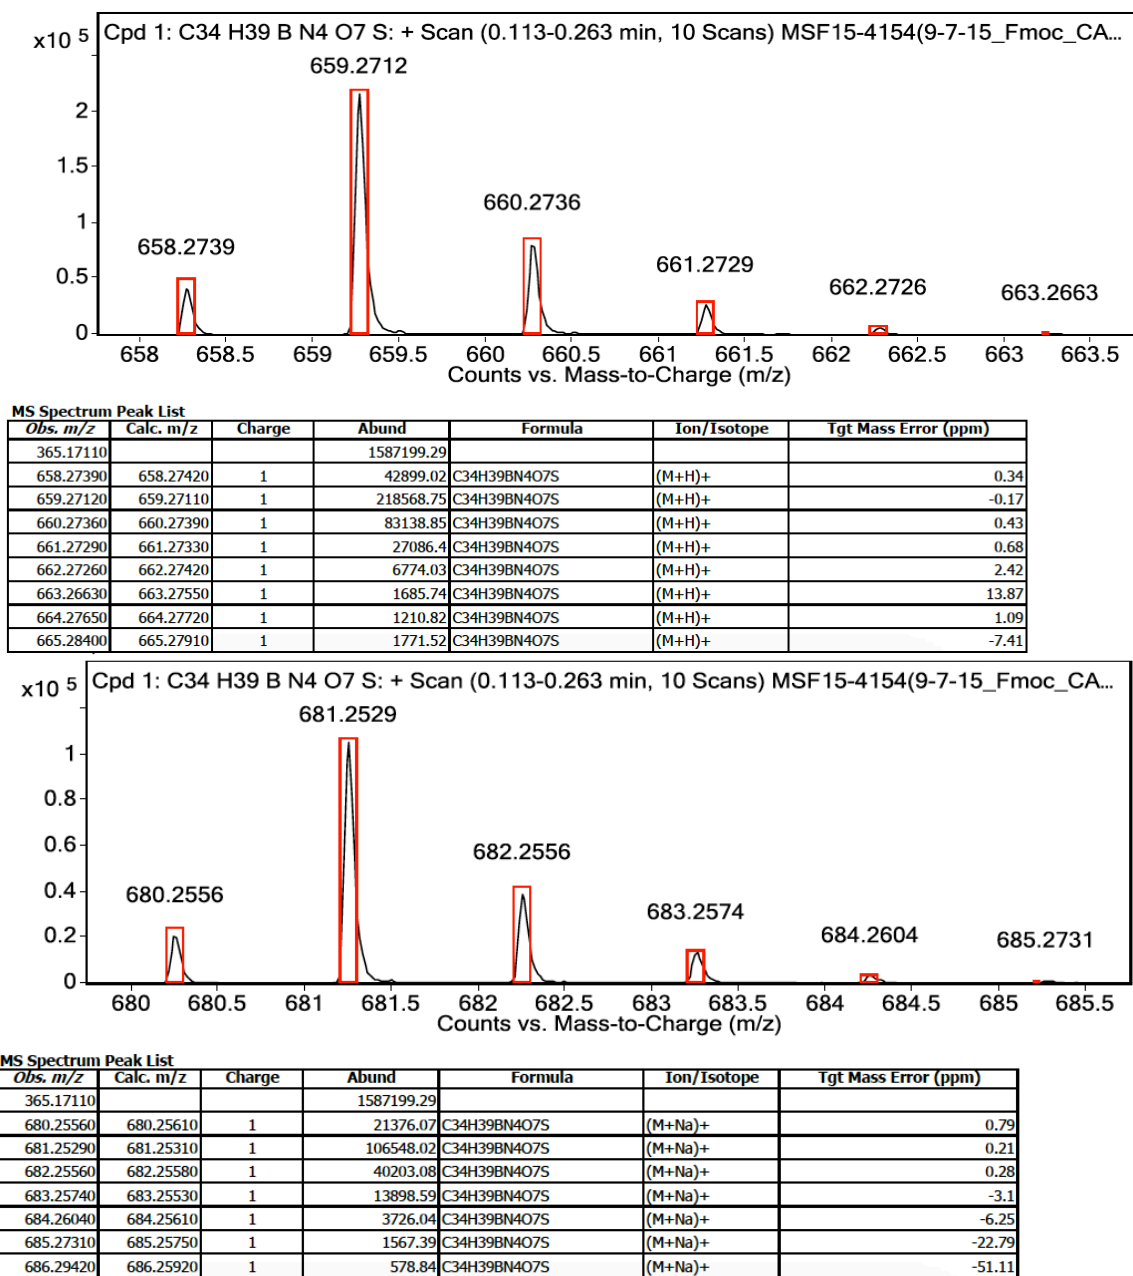 Cpd 1: C34 H39 B N4 O7 S: + Scan (0.113-0.263 min, 10 Scans) MSF15-4154(9-7-15_Fmoc_CA...
x10 5
659.2712
2
1.5
660.2736
1
658.2739
661.2729
662.2726
663.2663
0.5
0
658 658.5 659 659.5 660 660.5 661 661.5 662 662.5 663 663.5
Counts vs. Mass-to-Charge (m/z)
MS Spectrum Peak List
Obs. m/z Calc. m/z Charge Abund Formula Ion/Isotope Tgt Mass Error (ppm)
365.17110 1587199.29
658.27390 658.27420 1 42899.02 C34H39BN4O7S (M+H)+ 0.34
659.27120 659.27110 1 218568.75 C34H39BN4O7S (M+H)+ -0.17
660.27360 660.27390 1 83138.85 C34H39BN4O7S (M+H)+ 0.43
661.27290 661.27330 1 27086.4 C34H39BN4O7S (M+H)+ 0.68
662.27260 662.27420 1 6774.03 C34H39BN4O7S (M+H)+ 2.42
663.26630 663.27550 1 1685.74 C34H39BN4O7S (M+H)+ 13.87
664.27650 664.27720 1 1210.82 C34H39BN4O7S (M+H)+ 1.09
665.28400 665.27910 1 1771.52 C34H39BN4O7S (M+H)+ -7.41
Cpd 1: C34 H39 B N4 O7 S: + Scan (0.113-0.263 min, 10 Scans) MSF15-4154(9-7-15_Fmoc_CA...
x10 5
681.2529
1
0.8
682.2556
0.6
680.2556
683.2574
684.2604
685.2731
0.4
0.2
0
680 680.5 681 681.5 682 682.5 683 683.5 684 684.5 685 685.5
Counts vs. Mass-to-Charge (m/z)
MS Spectrum Peak List
Obs. m/z Calc. m/z Charge Abund Formula Ion/Isotope Tgt Mass Error (ppm)
365.17110 1587199.29
680.25560 680.25610 1 21376.07 C34H39BN4O7S (M+Na)+ 0.79
681.25290 681.25310 1 106548.02 C34H39BN4O7S (M+Na)+ 0.21
682.25560 682.25580 1 40203.08 C34H39BN4O7S (M+Na)+ 0.28
683.25740 683.25530 1 13898.59 C34H39BN4O7S (M+Na)+ -3.1
684.26040 684.25610 1 3726.04 C34H39BN4O7S (M+Na)+ -6.25
685.27310 685.25750 1 1567.39 C34H39BN4O7S (M+Na)+ -22.79
686.29420 686.25920 1 578.84 C34H39BN4O7S (M+Na)+ -51.11